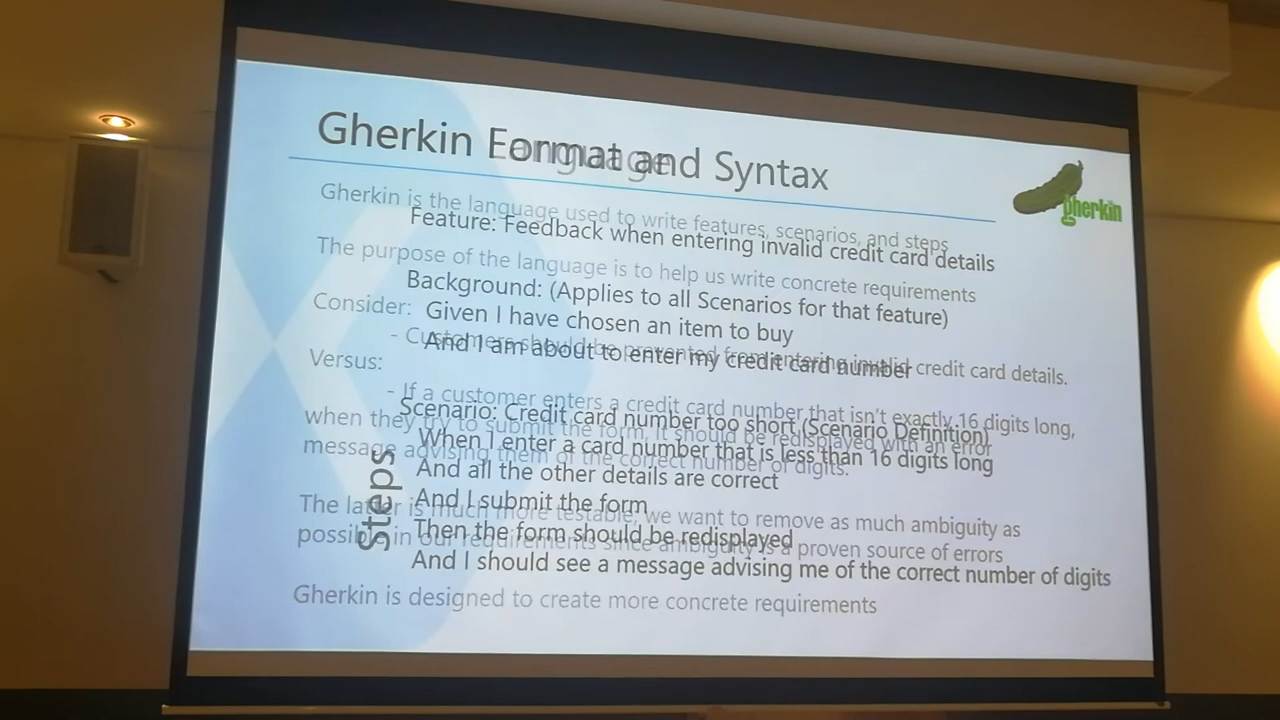 Gherkin Format and Syntax
Gherkin Language
gherkin
Gherkin is the language used to write features, scenarios, and steps
Feature: Feedback when entering invalid credit card details
The purpose of the language is to help us write concrete requirements
Background: (Applies to all Scenarios for that feature)
Consider:
Given I have chosen an item to buy
- Customers should be prevented from entering invalid credit card details.
And I am about to enter my credit card number
Versus:
- If a customer enters a credit card number that isn't exactly 16 digits long,
Scenario: Credit card number too short (Scenario Definition)
when they try to submit the form, it should be redisplayed with an error
When I enter a card number that is less than 16 digits long
message advising them of the correct number of digits.
And all the other details are correct
Steps
And I submit the form
The latter is much more testable, we want to remove as much ambiguity as
Then the form should be redisplayed
possible in our requirements since ambiguity is a proven source of errors
And I should see a message advising me of the correct number of digits
Gherkin is designed to create more concrete requirements